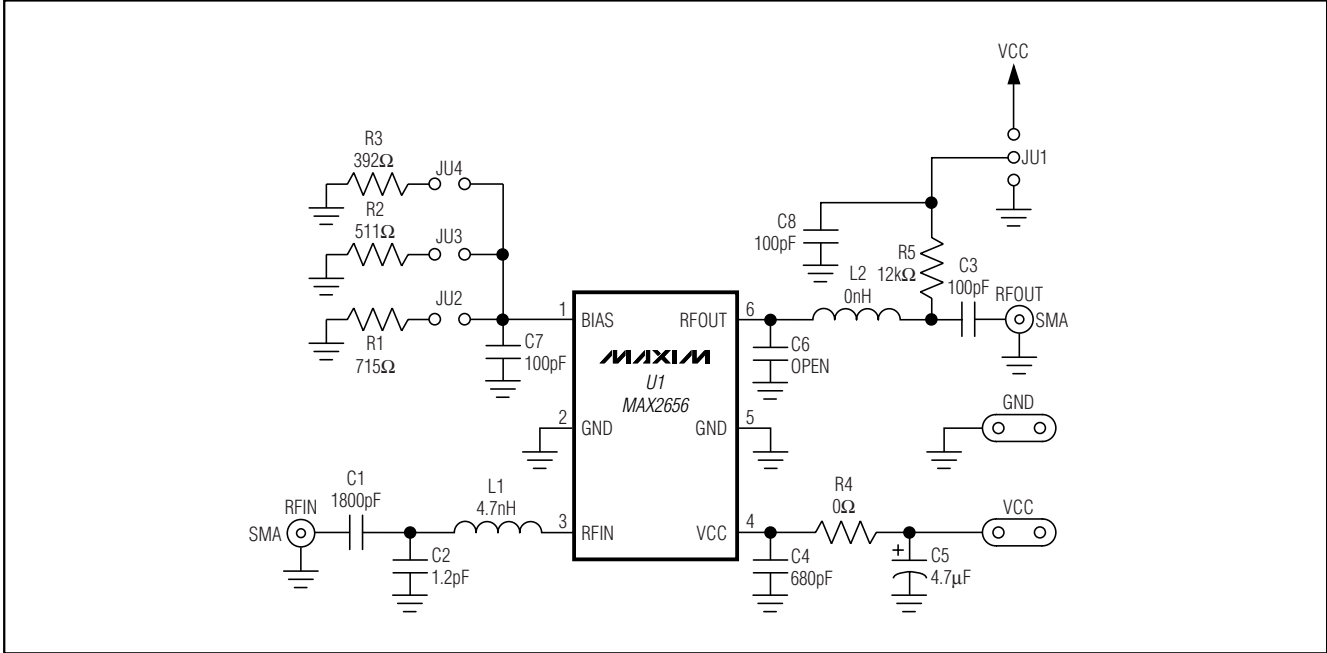 VCC
JU1
R3
392Ω
JU4
R2
511Ω
JU3
R1
715Ω
JU2
C7
100pF
C8
100pF
R5
12kΩ
L2
0nH
C3
100pF
RFOUT
SMA
C6
OPEN
1
BIAS
RFOUT
6
MAXIM
U1
MAX2656
2
GND
GND
5
3
RFIN
VCC
4
GND
RFIN
SMA
C1
1800pF
C2
1.2pF
L1
4.7nH
R4
0Ω
C4
680pF
+
C5
4.7µF
VCC